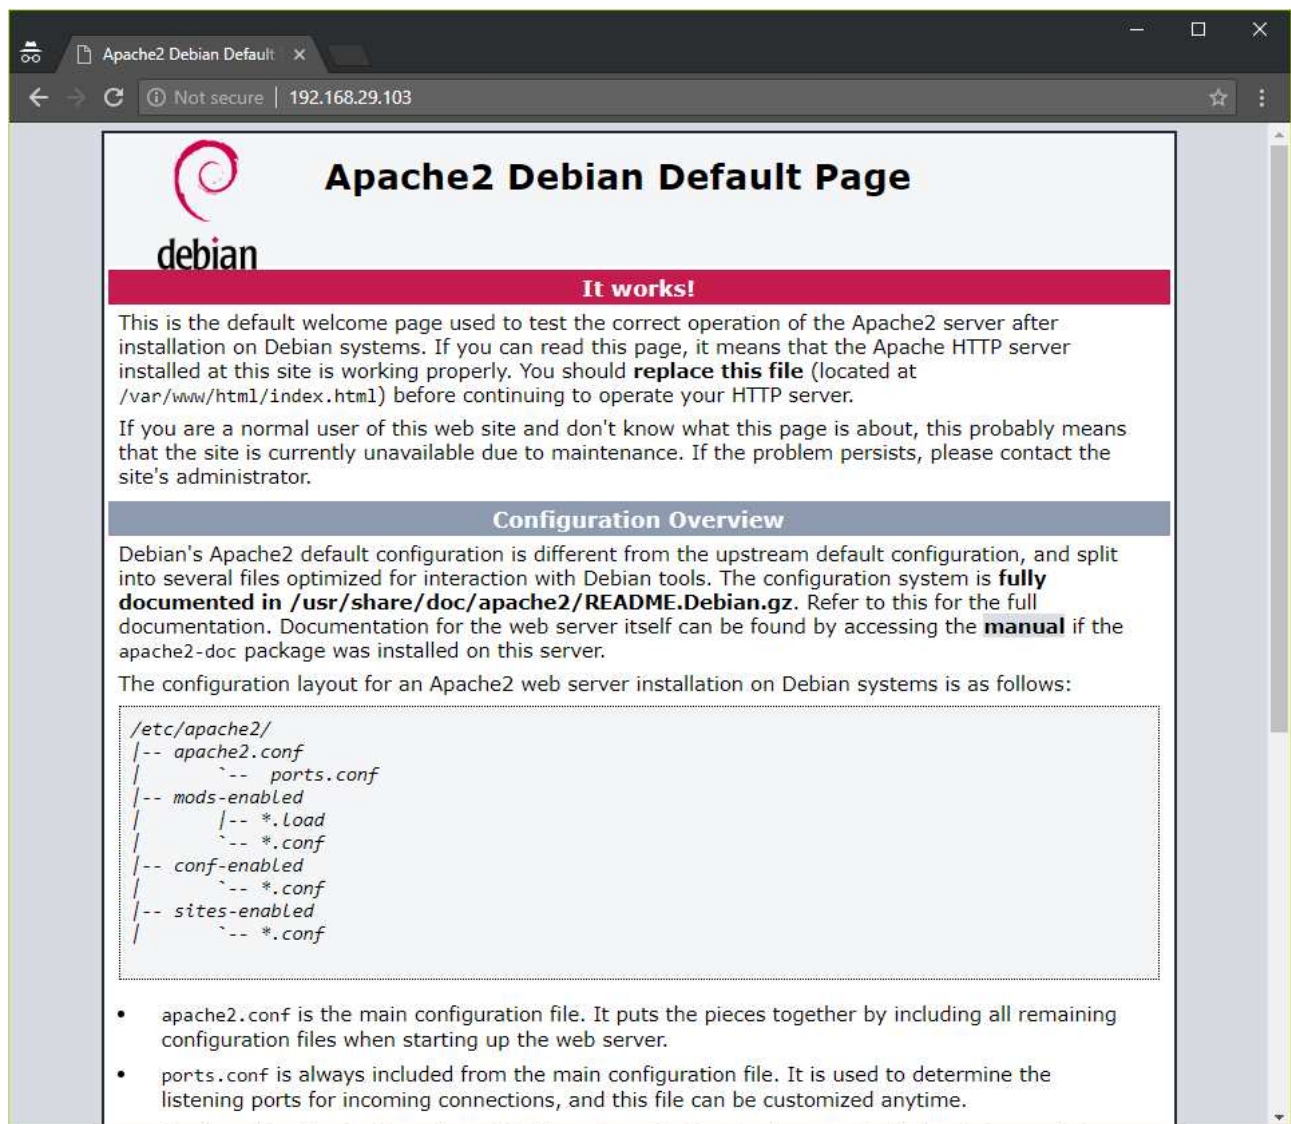 Apache2 Debian Default
Not secure | 192.168.29.103
debian
Apache2 Debian Default Page
It works!
This is the default welcome page used to test the correct operation of the Apache2 server after
installation on Debian systems. If you can read this page, it means that the Apache HTTP server
installed at this site is working properly. You should replace this file (located at
/var/www/html/index.html) before continuing to operate your HTTP server.
If you are a normal user of this web site and don't know what this page is about, this probably means
that the site is currently unavailable due to maintenance. If the problem persists, please contact the
site's administrator.
Configuration Overview
Debian's Apache2 default configuration is different from the upstream default configuration, and split
into several files optimized for interaction with Debian tools. The configuration system is fully
documented in /usr/share/doc/apache2/README.Debian.gz. Refer to this for the full
documentation. Documentation for the web server itself can be found by accessing the manual if the
apache2-doc package was installed on this server.
The configuration layout for an Apache2 web server installation on Debian systems is as follows:
/etc/apache2/
|-- apache2.conf
|       `--  ports.conf
|-- mods-enabled
|       |-- *.load
|       `-- *.conf
|-- conf-enabled
|       `-- *.conf
|-- sites-enabled
|       `-- *.conf
• apache2.conf is the main configuration file. It puts the pieces together by including all remaining
configuration files when starting up the web server.
• ports.conf is always included from the main configuration file. It is used to determine the
listening ports for incoming connections, and this file can be customized anytime.